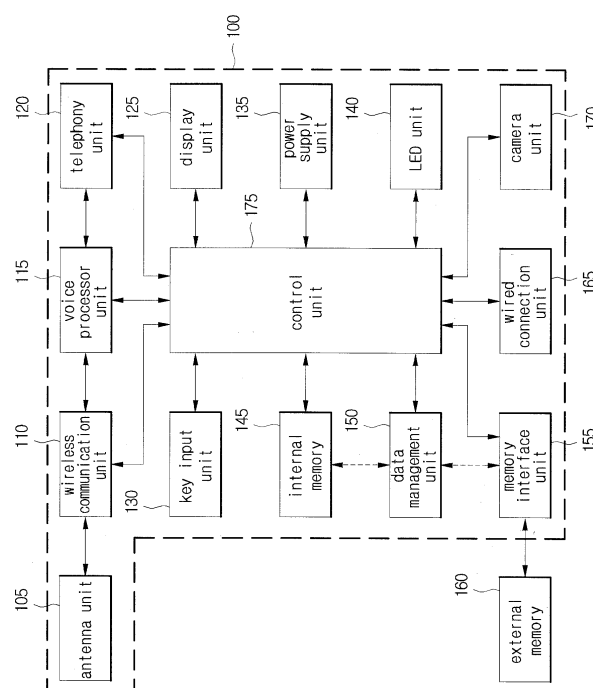 100
120
telephony
unit
125
display
unit
135
power
supply
unit
140
LED unit
170
camera
unit
115
voice
processor
unit
175
control
unit
165
wired
connection
unit
110
wireless
communication
unit
130
key input
unit
145
internal
memory
150
data
management
unit
155
memory
interface
unit
105
antenna unit
160
external
memory